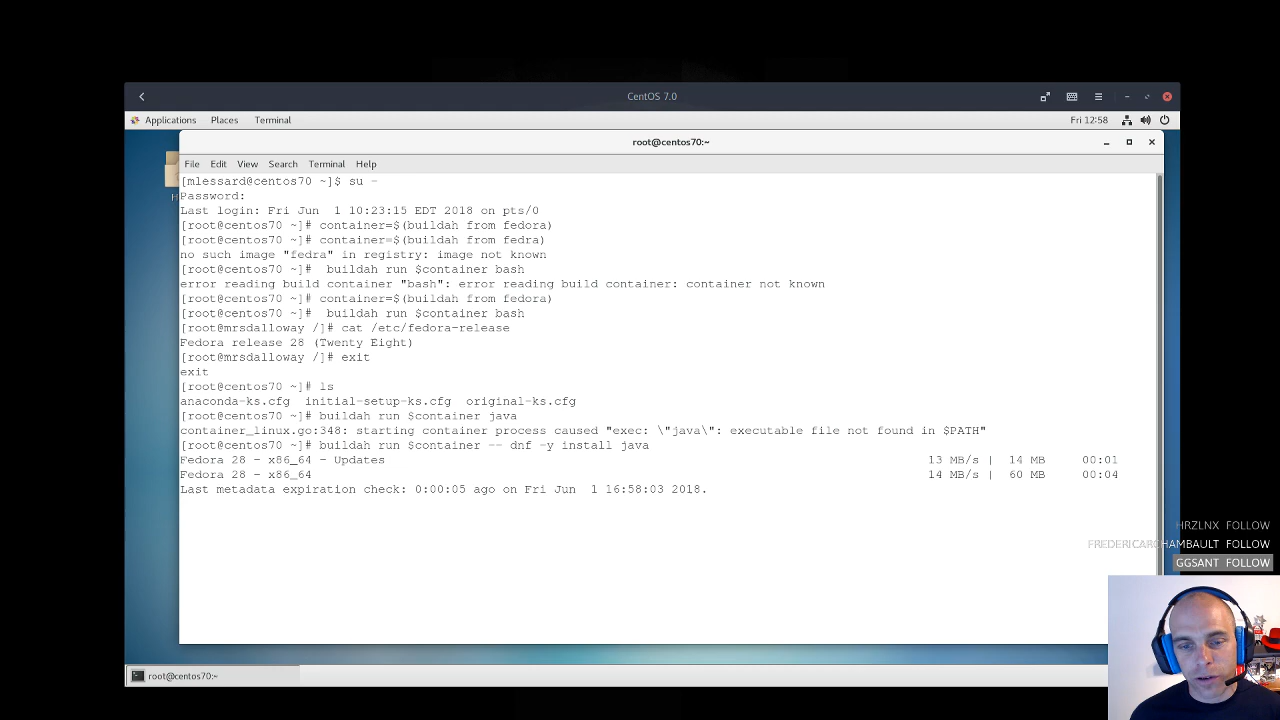 CentOS 7.0
Applications Places Terminal Fri 12:58
root@centos70:~
File Edit View Search Terminal Help
[mlessard@centos70 ~]$ su -
Password:
Last login: Fri Jun  1 10:23:15 EDT 2018 on pts/0
[root@centos70 ~]# container=$(buildah from fedora)
[root@centos70 ~]# container=$(buildah from fedra)
no such image "fedra" in registry: image not known
[root@centos70 ~]#  buildah run $container bash
error reading build container "bash": error reading build container: container not known
[root@centos70 ~]# container=$(buildah from fedora)
[root@centos70 ~]#  buildah run $container bash
[root@mrsdalloway /]# cat /etc/fedora-release
Fedora release 28 (Twenty Eight)
[root@mrsdalloway /]# exit
exit
[root@centos70 ~]# ls
anaconda-ks.cfg  initial-setup-ks.cfg  original-ks.cfg
[root@centos70 ~]# buildah run $container java
container_linux.go:348: starting container process caused "exec: \"java\": executable file not found in $PATH"
[root@centos70 ~]# buildah run $container -- dnf -y install java
Fedora 28 - x86_64 - Updates 13 MB/s | 14 MB 00:01
Fedora 28 - x86_64 14 MB/s | 60 MB 00:04
Last metadata expiration check: 0:00:05 ago on Fri Jun  1 16:58:03 2018.
HRZLNX FOLLOW
FOLLOW
GGSANT FOLLOW
root@centos70:~